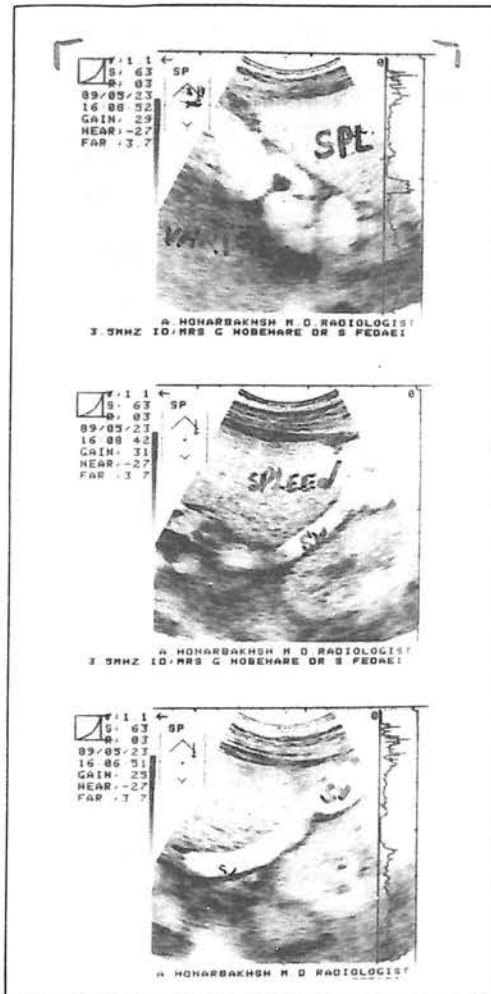 V:1.1
S: 63
R: 03
89/05/23
16 08 52
GAIN: 29
NEAR:-27
FAR :3.7
SP
0
SPL
A.HONARBAKHSH M.D.RADIOLOGIST
3.5MHZ ID:MRS G NOBEHARE DR S FEDAEI
V:1 1
S: 63
R: 03
89/05/23
16 08 42
GAIN: 31
NEAR:-27
FAR :3 7
SP
0
SPLEEN
A.HONARBAKHSH M D.RADIOLOGIST
3.5MHZ ID:MRS G NOBEHARE DR S FEDAEI
V:1 1
S: 63
R: 03
89/05/23
16 06 51
GAIN: 25
NEAR:-27
FAR :3 7
SP
0
SV
A HONARBAKHSH M D RADIOLOGIST